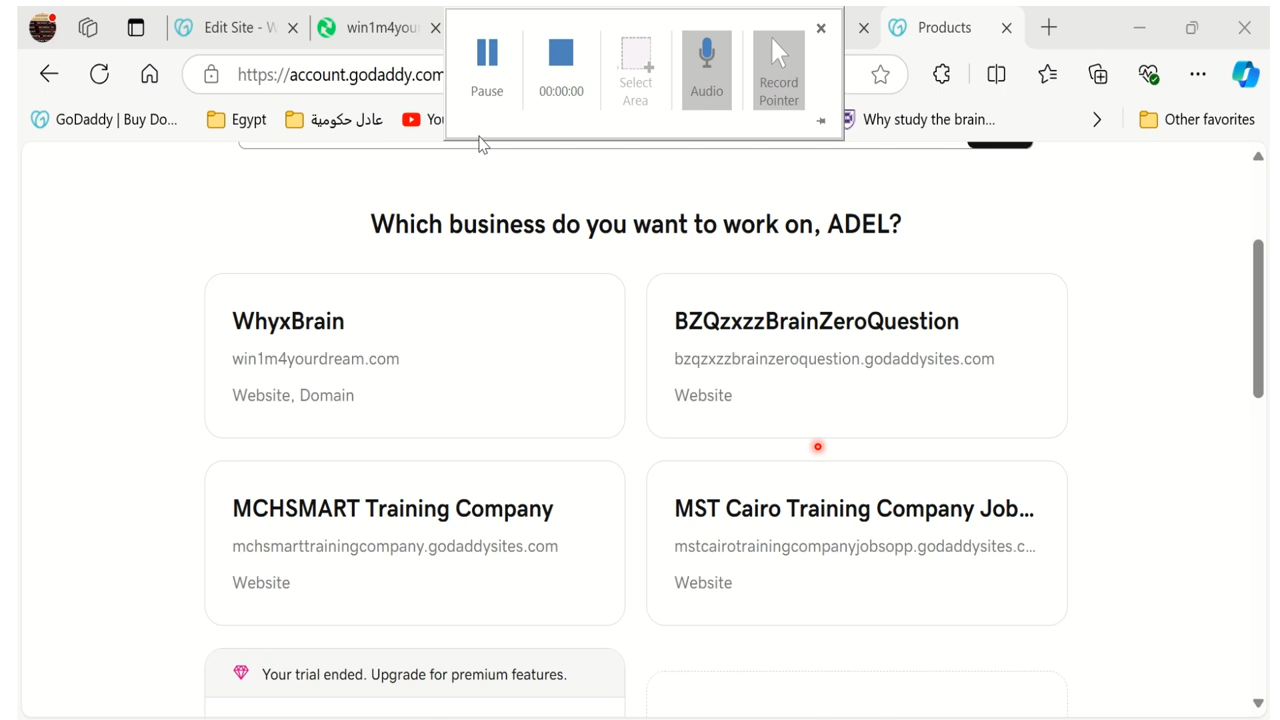 Edit Site - W
win1m4you
Products
Pause
00:00:00
Select
Area
Audio
Record
Pointer
https://account.godaddy.com
GoDaddy | Buy Do...
Egypt
عادل حكومية
You
Why study the brain...
Other favorites
Which business do you want to work on, ADEL?
WhyxBrain
win1m4yourdream.com
Website, Domain
BZQzxzzBrainZeroQuestion
bzqzxzzbrainzeroquestion.godaddysites.com
Website
MCHSMART Training Company
mchsmarttrainingcompany.godaddysites.com
Website
MST Cairo Training Company Job...
mstcairotrainingcompanyjobsopp.godaddysites.c...
Website
Your trial ended. Upgrade for premium features.